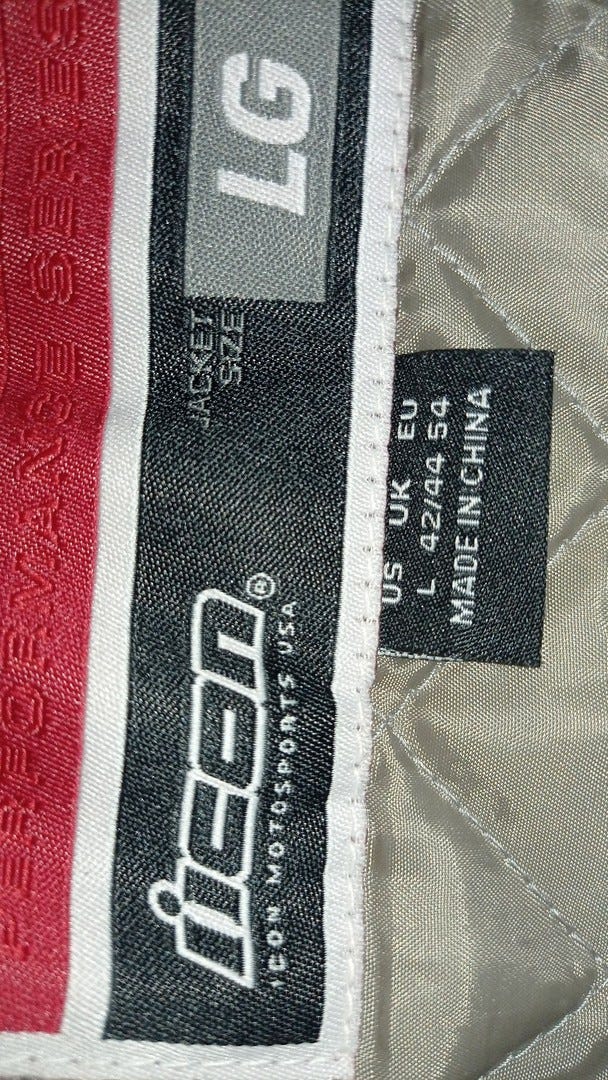 PERFORMANCE SERIES
icon®
ICON MOTOSPORTS USA
JACKET
SIZE
LG
US UK EU
L 42/44 54
MADE IN CHINA